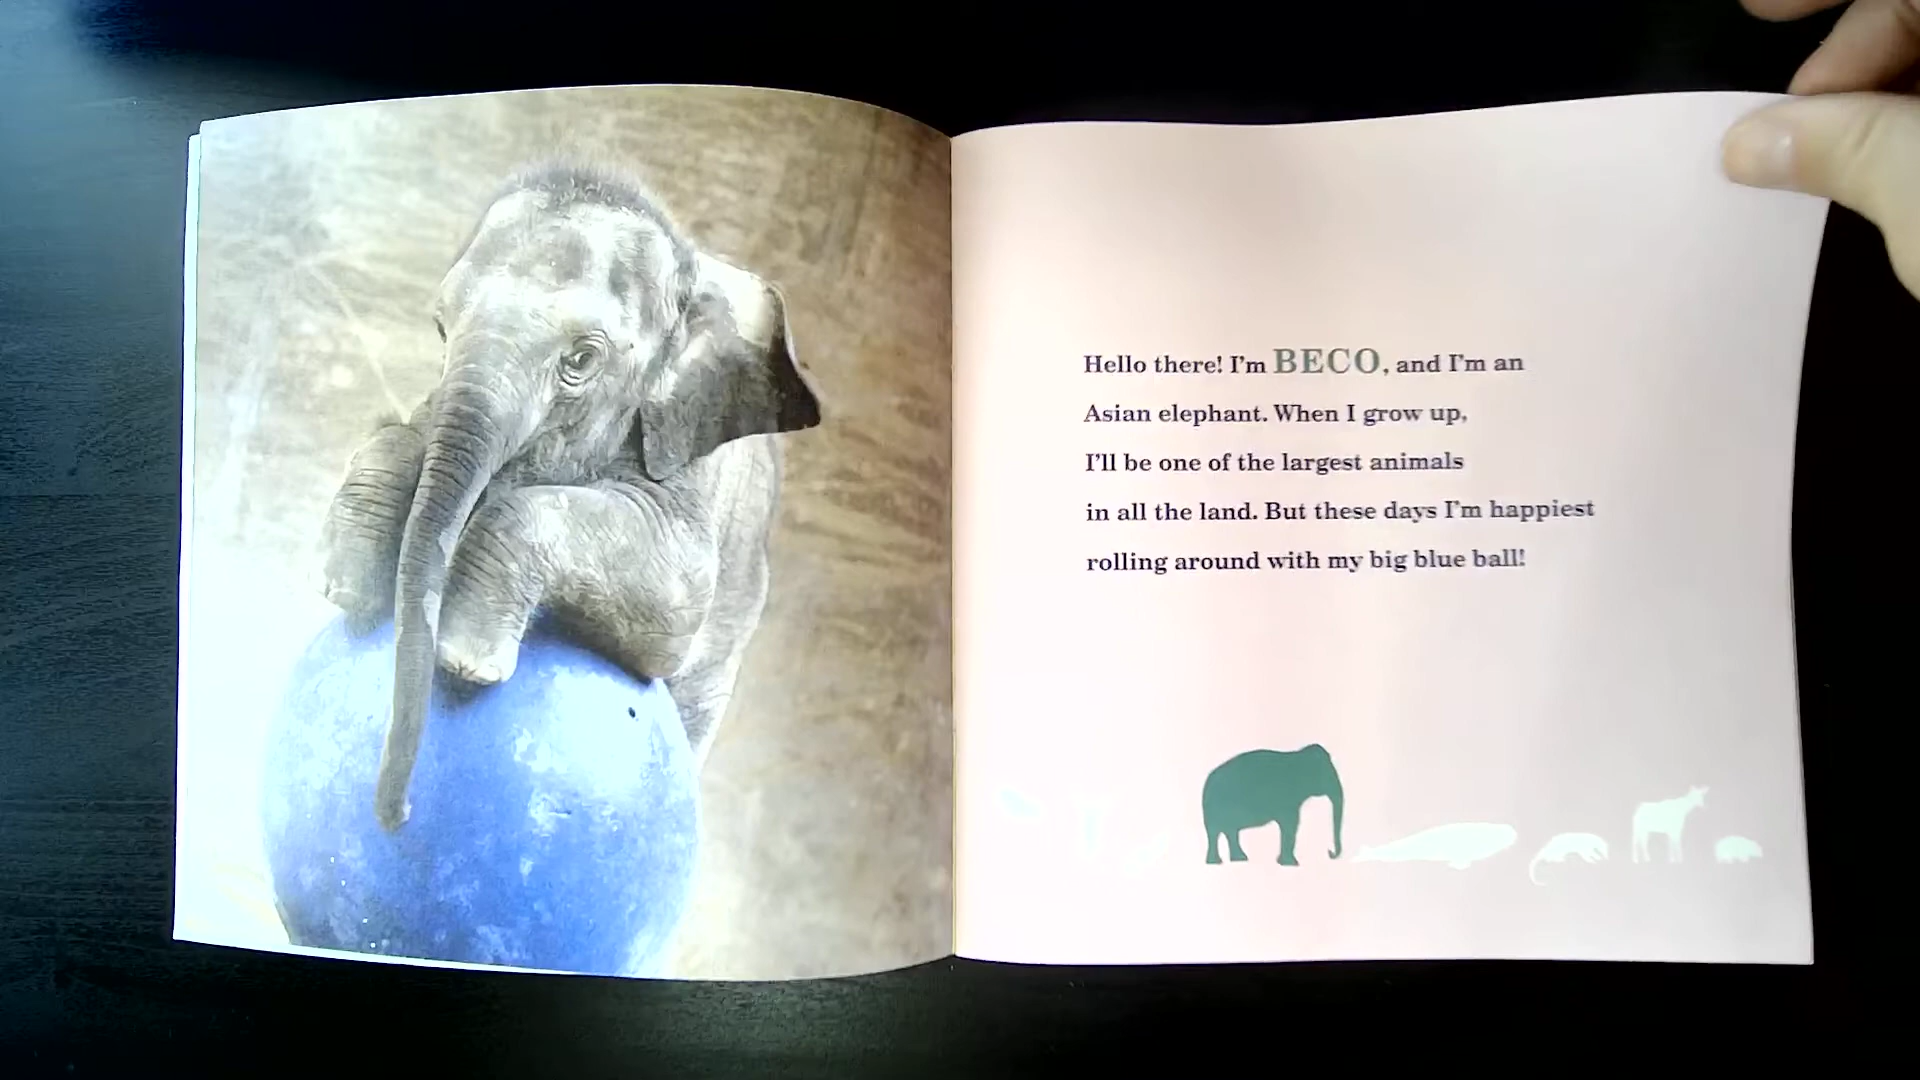 Hello there! I'm BECO, and I'm an
Asian elephant. When I grow up,
I'll be one of the largest animals
in all the land. But these days I'm happiest
rolling around with my big blue ball!